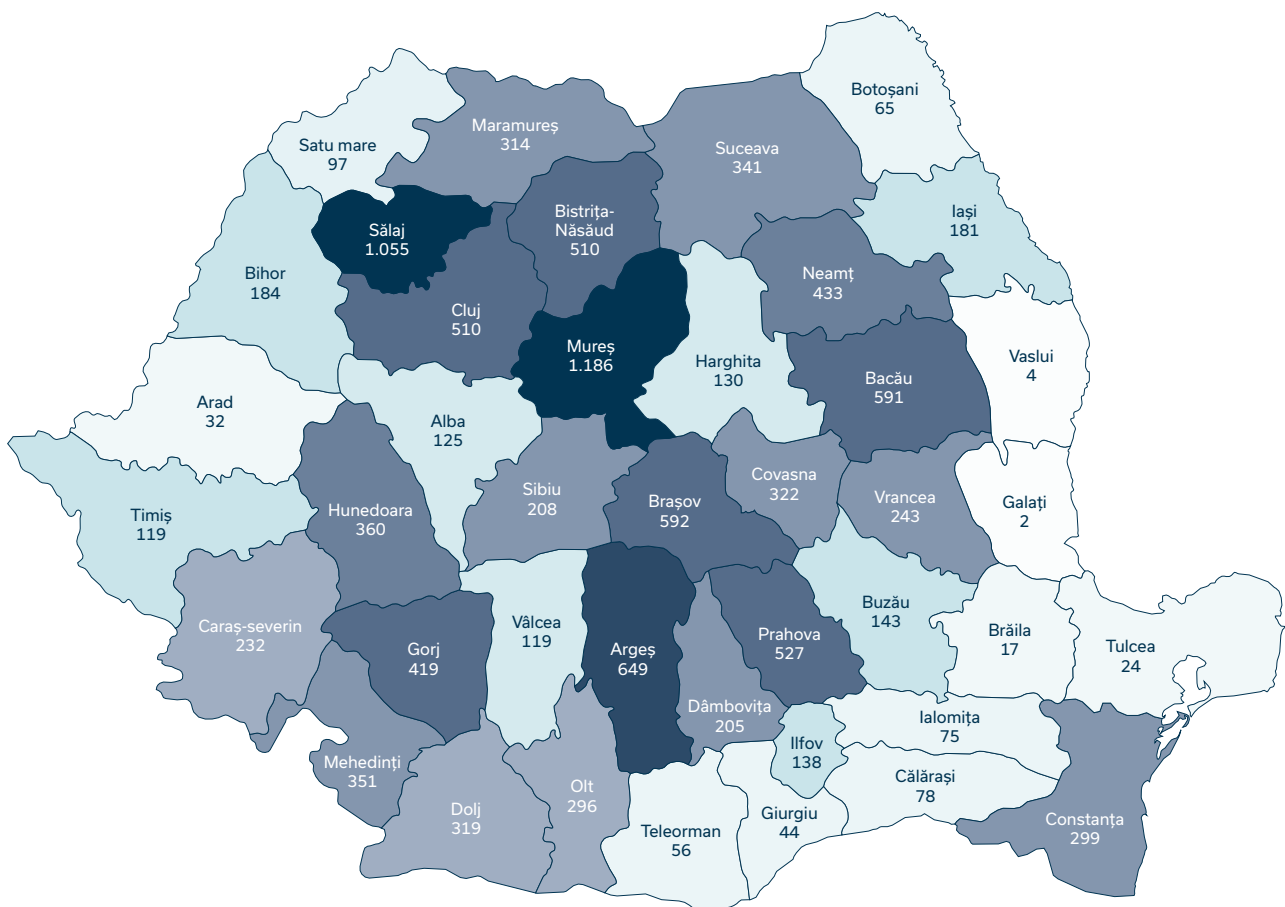 Botoșani
65
Maramureș
314
Satu mare
97
Suceava
341
Iași
181
Sălaj
1.055
Bistrița-
Năsăud
510
Bihor
184
Neamț
433
Cluj
510
Mureș
1.186
Harghita
130
Bacău
591
Vaslui
4
Arad
32
Alba
125
Covasna
322
Vrancea
243
Galați
2
Sibiu
208
Brașov
592
Hunedoara
360
Timiș
119
Buzău
143
Caraș-severin
232
Vâlcea
119
Prahova
527
Brăila
17
Tulcea
24
Gorj
419
Argeș
649
Dâmbovița
205
Ialomița
75
Ilfov
138
Mehedinți
351
Călărași
78
Olt
296
Dolj
319
Giurgiu
44
Constanța
299
Teleorman
56